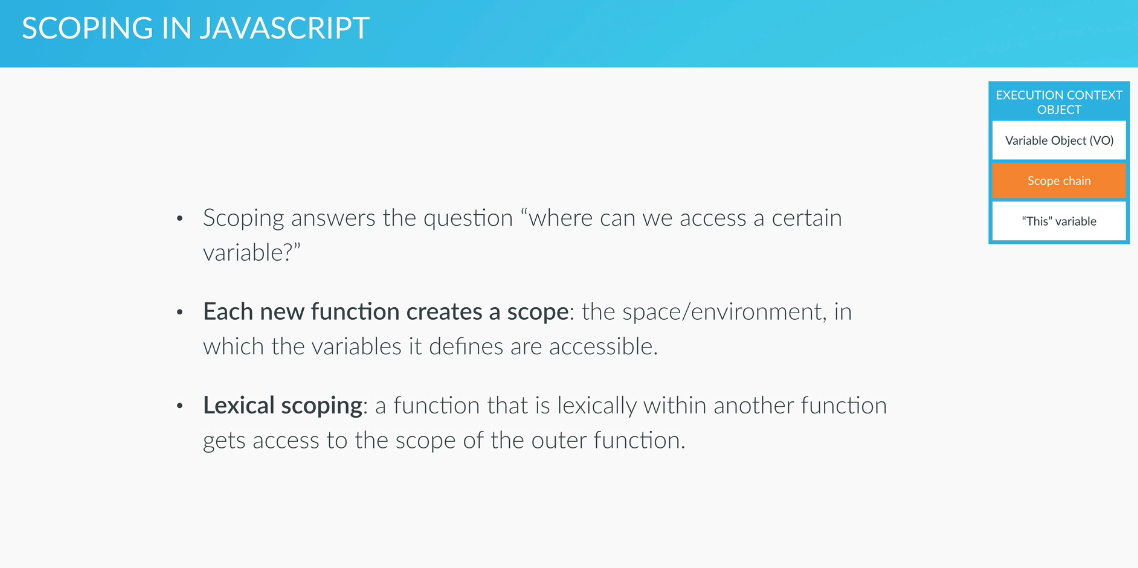 SCOPING IN JAVASCRIPT
EXECUTION CONTEXT
OBJECT
Variable Object (VO)
Scope chain
“This” variable
• Scoping answers the question “where can we access a certain
variable?”
• Each new function creates a scope: the space/environment, in
which the variables it defines are accessible.
• Lexical scoping: a function that is lexically within another function
gets access to the scope of the outer function.